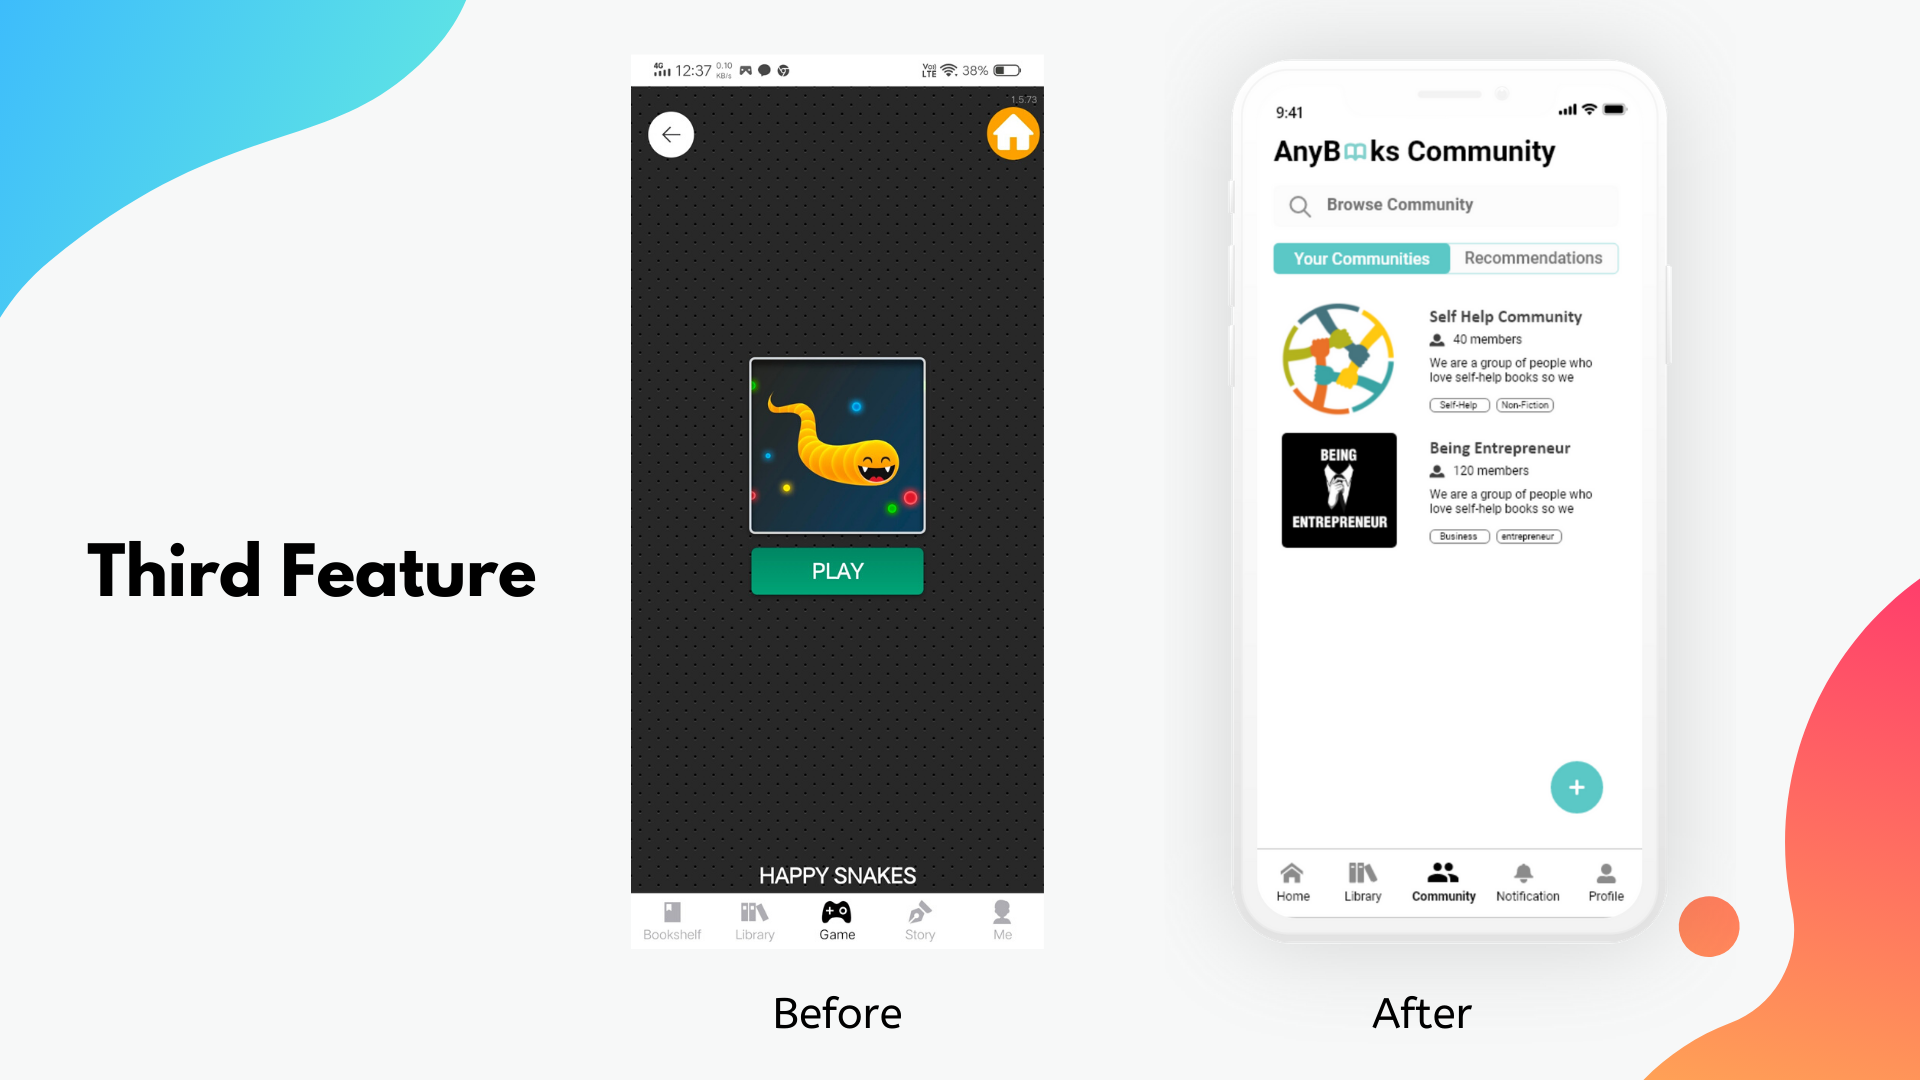 Third Feature
4G 12:37 0.10 KB/s
VoI LTE 38%
1.5.73
PLAY
HAPPY SNAKES
Bookshelf Library Game Story Me
Before
9:41
AnyB ks Community
Browse Community
Your Communities Recommendations
Self Help Community
40 members
We are a group of people who
love self-help books so we
Self-Help Non-Fiction
BEING
ENTREPRENEUR
Being Entrepreneur
120 members
We are a group of people who
love self-help books so we
Business entrepreneur
+
Home Library Community Notification Profile
After